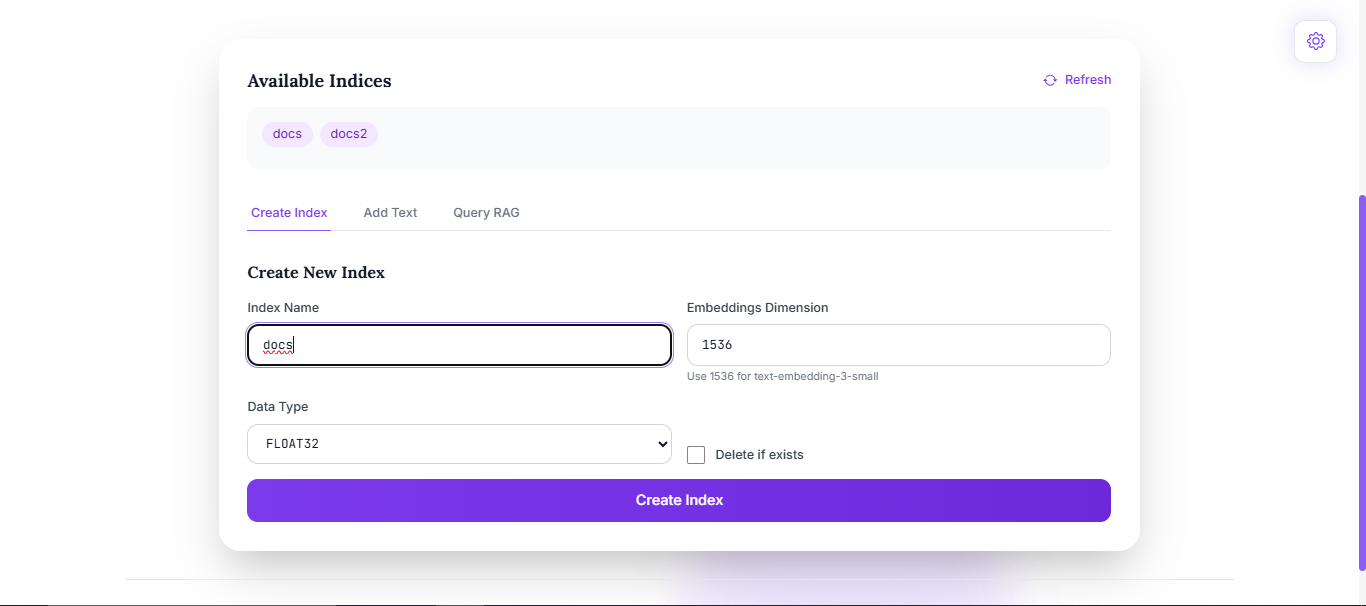 Available Indices
Refresh
docs docs2
Create Index Add Text Query RAG
Create New Index
Index Name Embeddings Dimension
docs 1536
Use 1536 for text-embedding-3-small
Data Type
FLOAT32
Delete if exists
Create Index